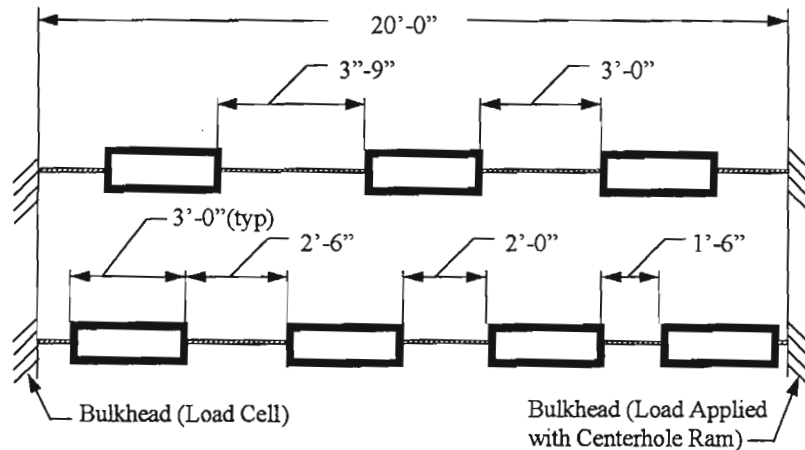 20’-0”
3”-9”
3’-0”
3’-0”(typ)
2’-6”
2’-0”
1’-6”
Bulkhead (Load Cell)
Bulkhead (Load Applied
with Centerhole Ram)